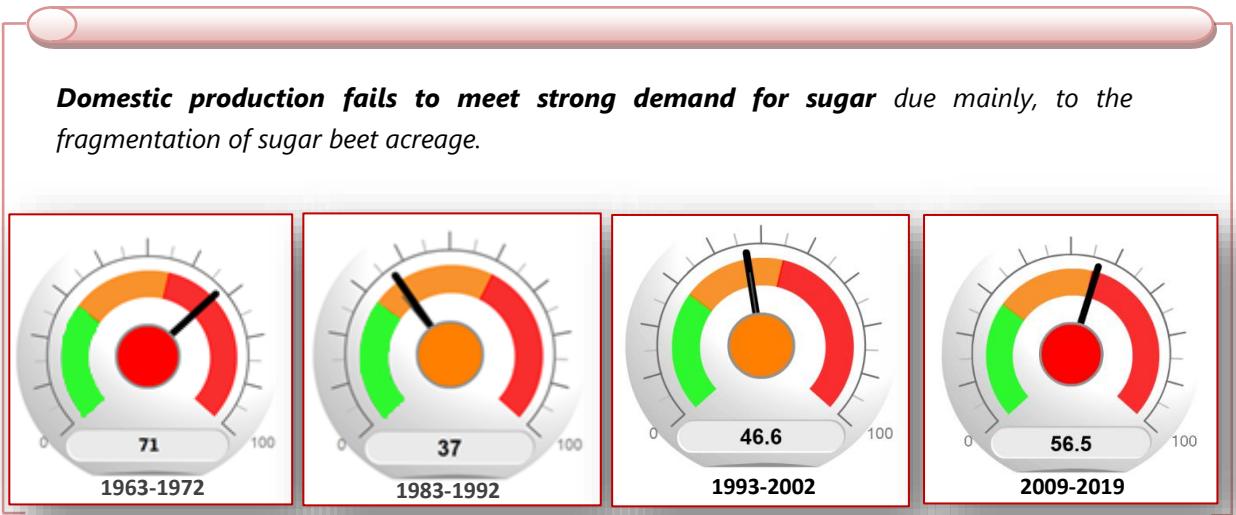 Domestic production fails to meet strong demand for sugar due mainly, to the
fragmentation of sugar beet acreage.
0 71 100
1963-1972
0 37 100
1983-1992
0 46.6 100
1993-2002
0 56.5 100
2009-2019